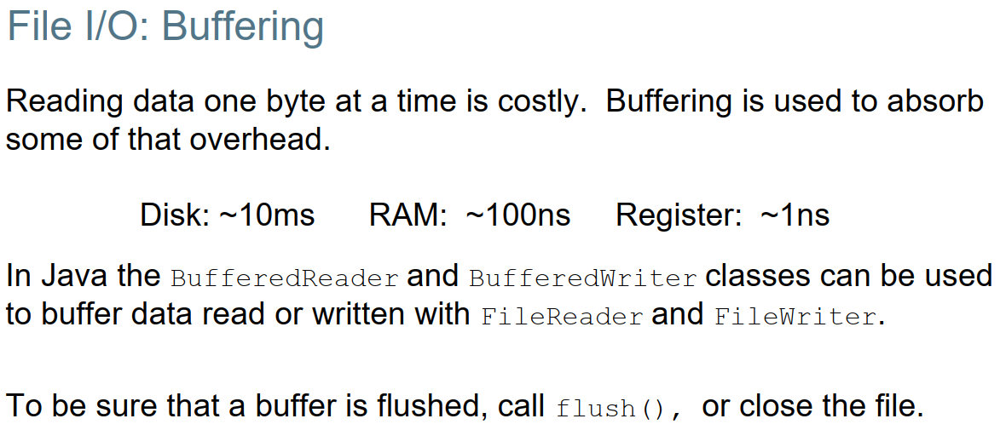 File I/O: Buffering
Reading data one byte at a time is costly.  Buffering is used to absorb
some of that overhead.
Disk: ~10ms    RAM:  ~100ns    Register:  ~1ns
In Java the BufferedReader and BufferedWriter classes can be used
to buffer data read or written with FileReader and FileWriter.
To be sure that a buffer is flushed, call flush(), or close the file.